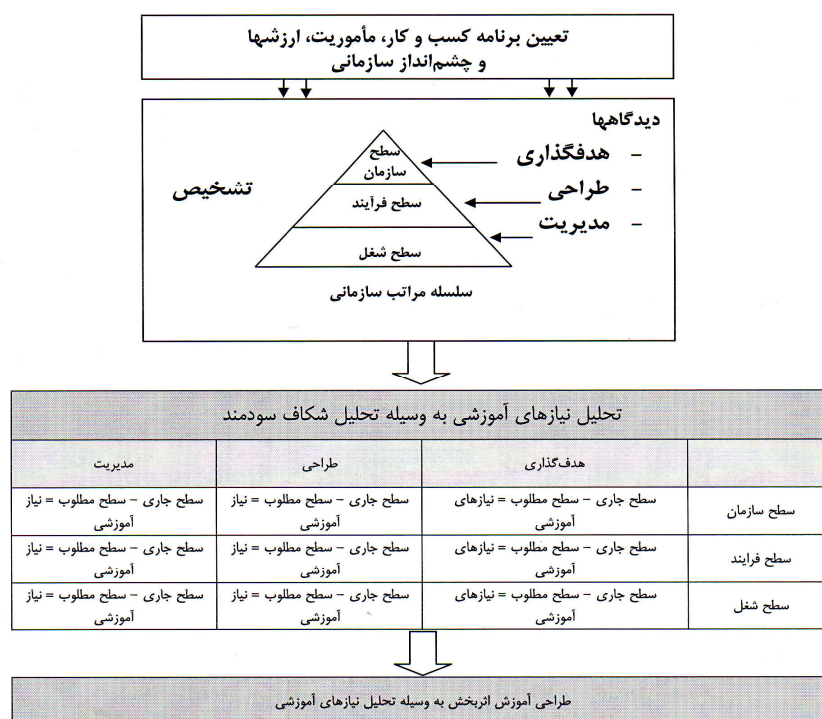 تعیین برنامه کسب و کار، مأموریت، ارزشها
و چشم‌انداز سازمانی
دیدگاهها
– هدفگذاری
– طراحی
– مدیریت
سطح
سازمان
سطح فرآیند
سطح شغل
تشخیص
سلسله مراتب سازمانی
تحلیل نیازهای آموزشی به وسیله تحلیل شکاف سودمند
هدف‌گذاری طراحی مدیریت
سطح سازمان
سطح جاری – سطح مطلوب = نیازهای
آموزشی
سطح جاری – سطح مطلوب = نیاز
آموزشی
سطح جاری – سطح مطلوب = نیاز
آموزشی
سطح فرایند
سطح جاری – سطح مطلوب = نیازهای
آموزشی
سطح جاری – سطح مطلوب = نیاز
آموزشی
سطح جاری – سطح مطلوب = نیاز
آموزشی
سطح شغل
سطح جاری – سطح مطلوب = نیازهای
آموزشی
سطح جاری – سطح مطلوب = نیاز
آموزشی
سطح جاری – سطح مطلوب = نیاز
آموزشی
طراحی آموزش اثربخش به وسیله تحلیل نیازهای آموزشی